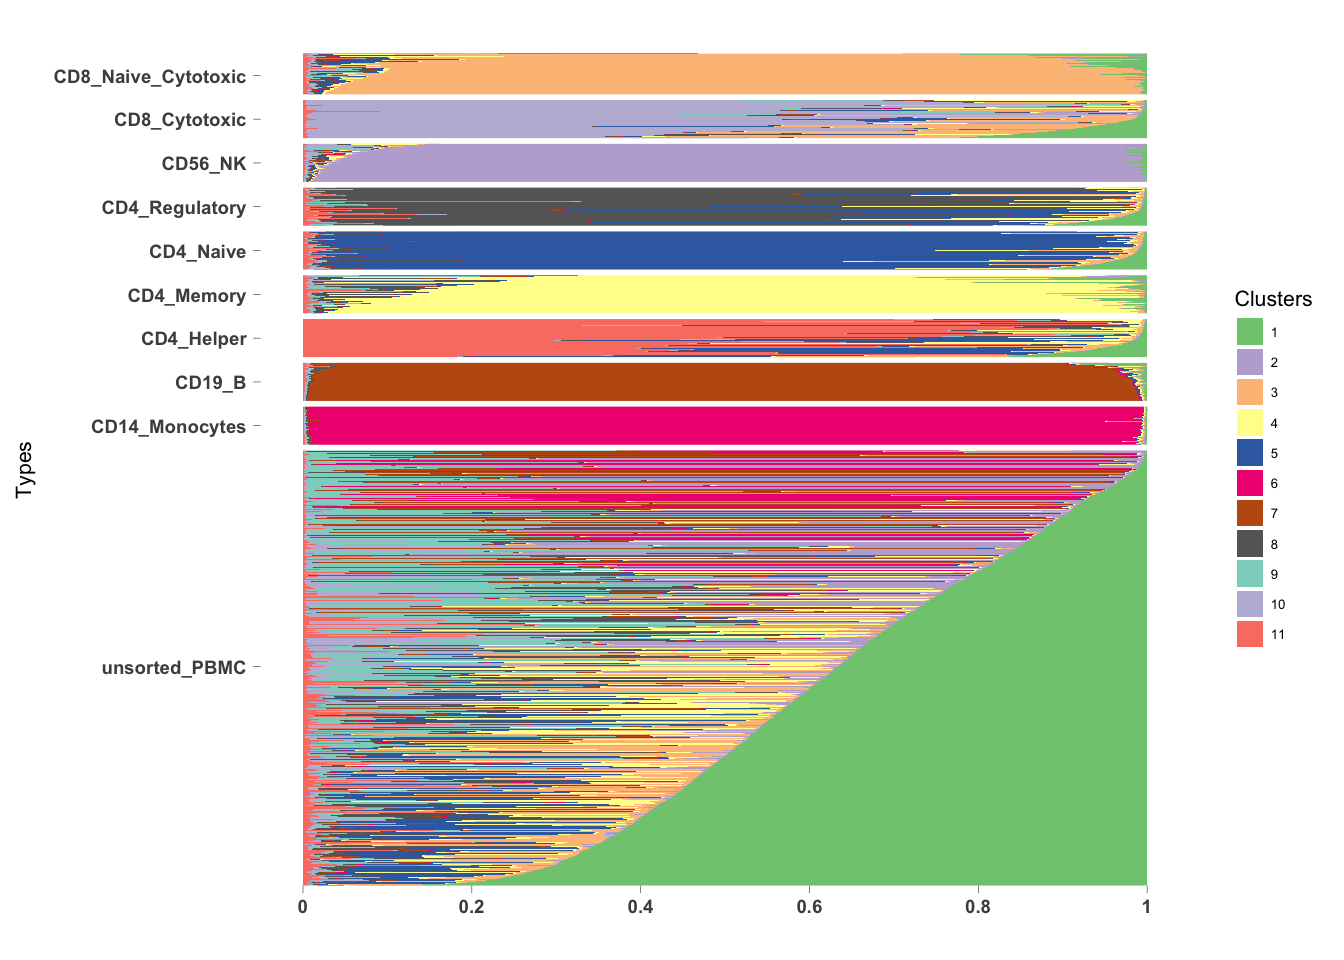 CD8_Naive_Cytotoxic
CD8_Cytotoxic
CD56_NK
CD4_Regulatory
CD4_Naive
CD4_Memory
CD4_Helper
CD19_B
CD14_Monocytes
unsorted_PBMC
Types
0 0.2 0.4 0.6 0.8 1
Clusters
1
2
3
4
5
6
7
8
9
10
11